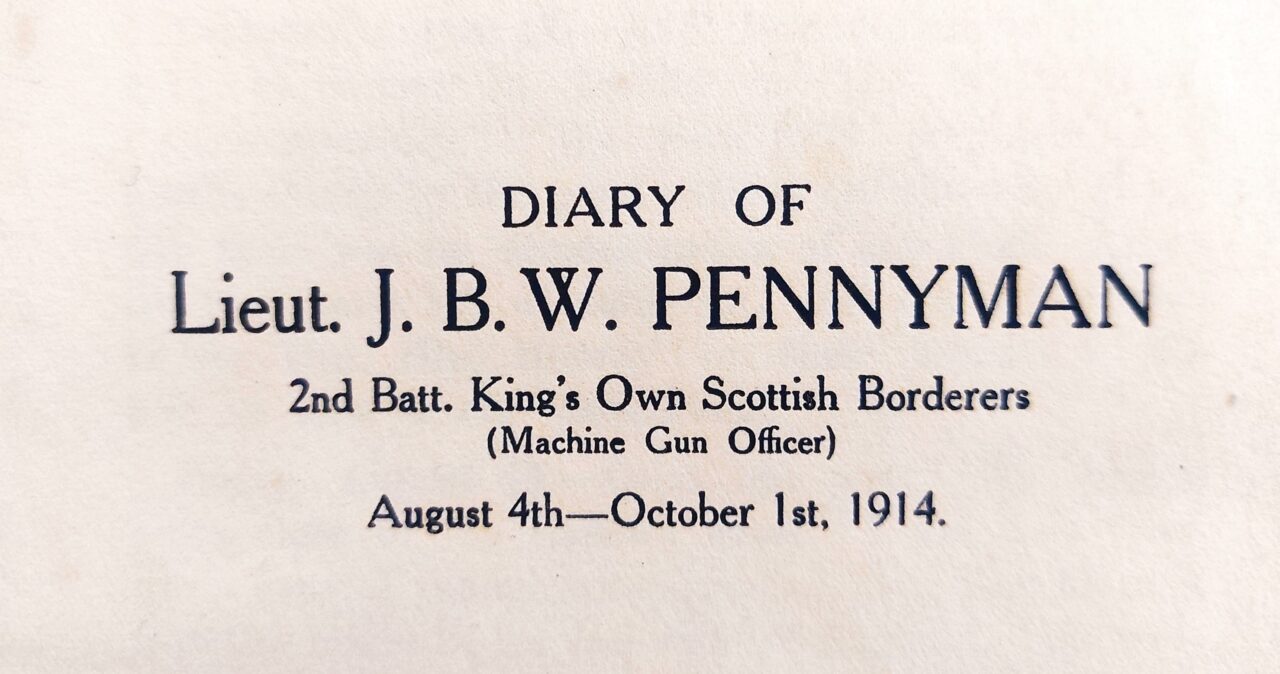 DIARY OF
Lieut. J. B. W. PENNYMAN
2nd Batt. King's Own Scottish Borderers
(Machine Gun Officer)
August 4th—October 1st, 1914.